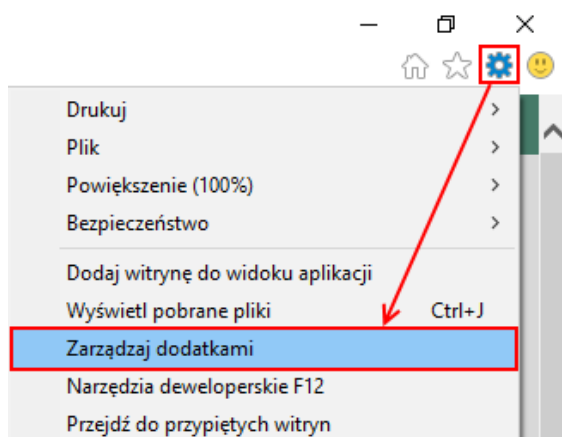 Drukuj
Plik
Powiększenie (100%)
Bezpieczeństwo
Dodaj witrynę do widoku aplikacji
Wyświetl pobrane pliki Ctrl+J
Zarządzaj dodatkami
Narzędzia deweloperskie F12
Przejdź do przypiętych witryn